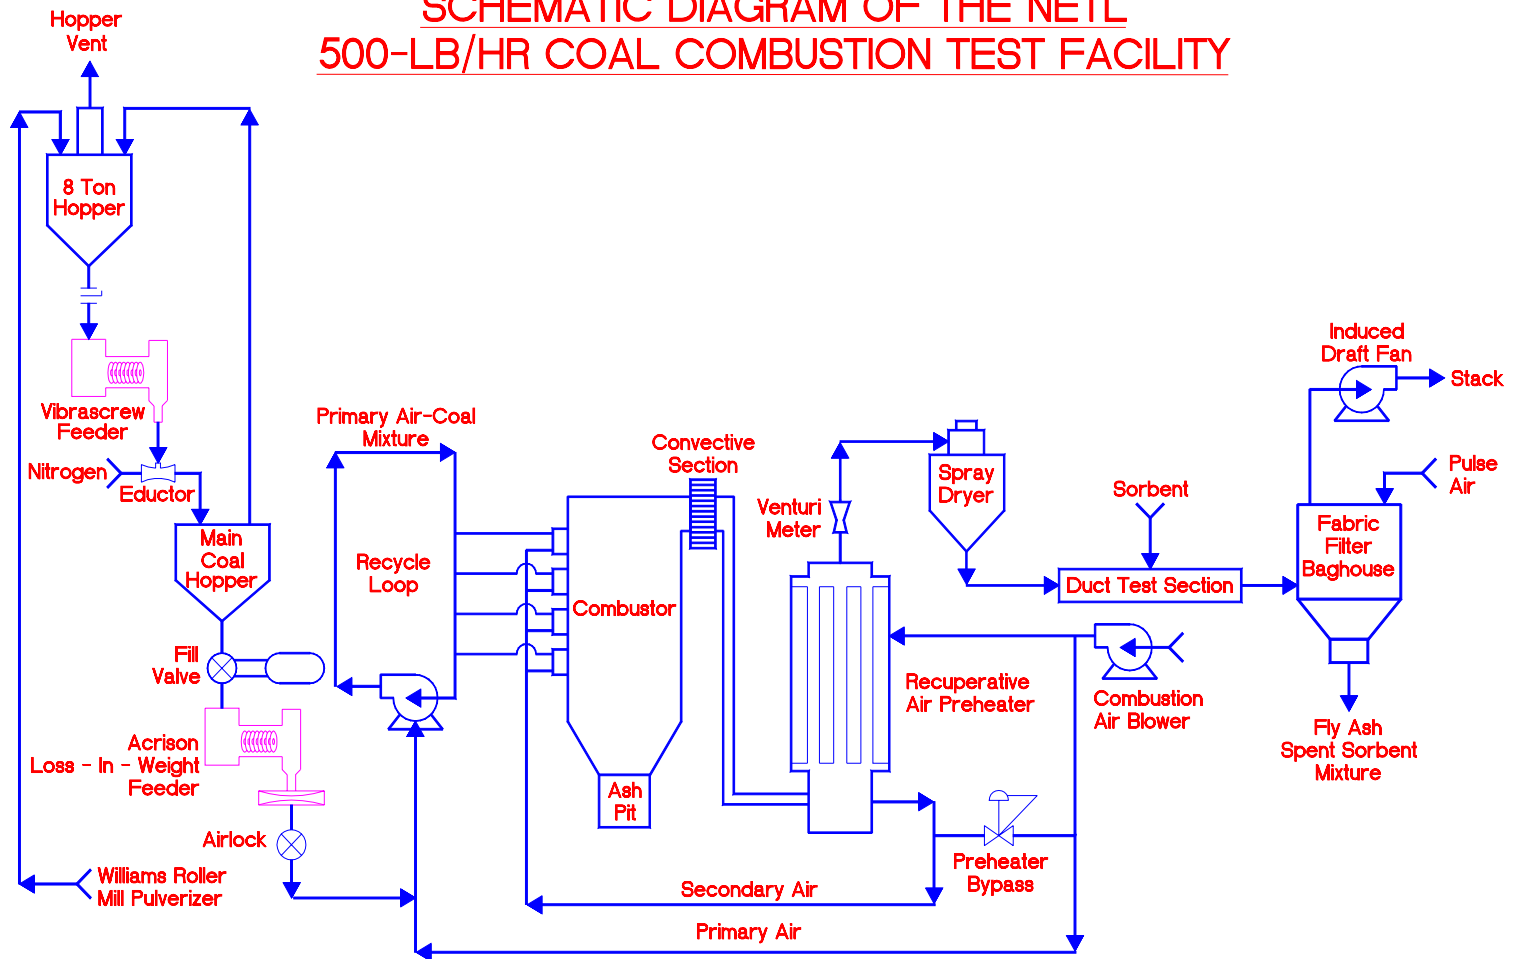 SCHEMATIC DIAGRAM OF THE NETL
500-LB/HR COAL COMBUSTION TEST FACILITY
Hopper
Vent
8 Ton
Hopper
Vibrascrew
Feeder
Nitrogen
Eductor
Main
Coal
Hopper
Fill
Valve
Acrison
Loss - In - Weight
Feeder
Airlock
Williams Roller
Mill Pulverizer
Primary Air-Coal
Mixture
Recycle
Loop
Combustor
Ash
Pit
Convective
Section
Venturi
Meter
Spray
Dryer
Recuperative
Air Preheater
Preheater
Bypass
Secondary Air
Primary Air
Sorbent
Duct Test Section
Combustion
Air Blower
Induced
Draft Fan
Stack
Pulse
Air
Fabric
Filter
Baghouse
Fly Ash
Spent Sorbent
Mixture